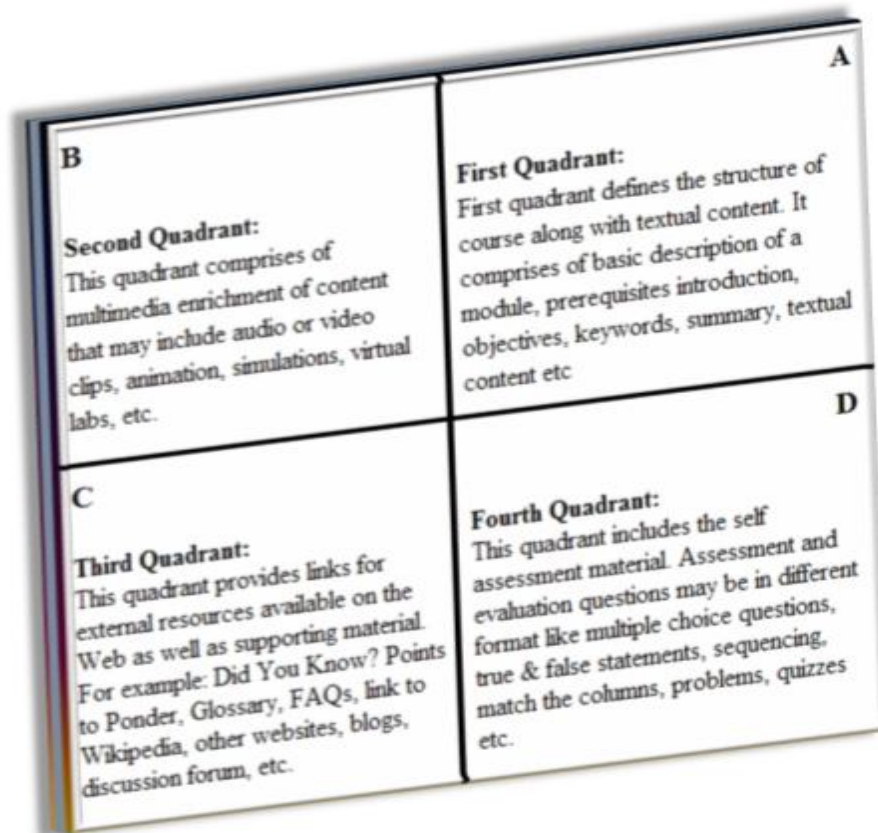 B
Second Quadrant:
This quadrant comprises of
multimedia enrichment of content
that may include audio or video
clips, animation, simulations, virtual
labs, etc.
A
First Quadrant:
First quadrant defines the structure of
course along with textual content. It
comprises of basic description of a
module, prerequisites introduction,
objectives, keywords, summary, textual
content etc
C
Third Quadrant:
This quadrant provides links for
external resources available on the
Web as well as supporting material.
For example: Did You Know? Points
to Ponder, Glossary, FAQs, link to
Wikipedia, other websites, blogs,
discussion forum, etc.
D
Fourth Quadrant:
This quadrant includes the self
assessment material. Assessment and
evaluation questions may be in different
format like multiple choice questions,
true & false statements, sequencing,
match the columns, problems, quizzes
etc.